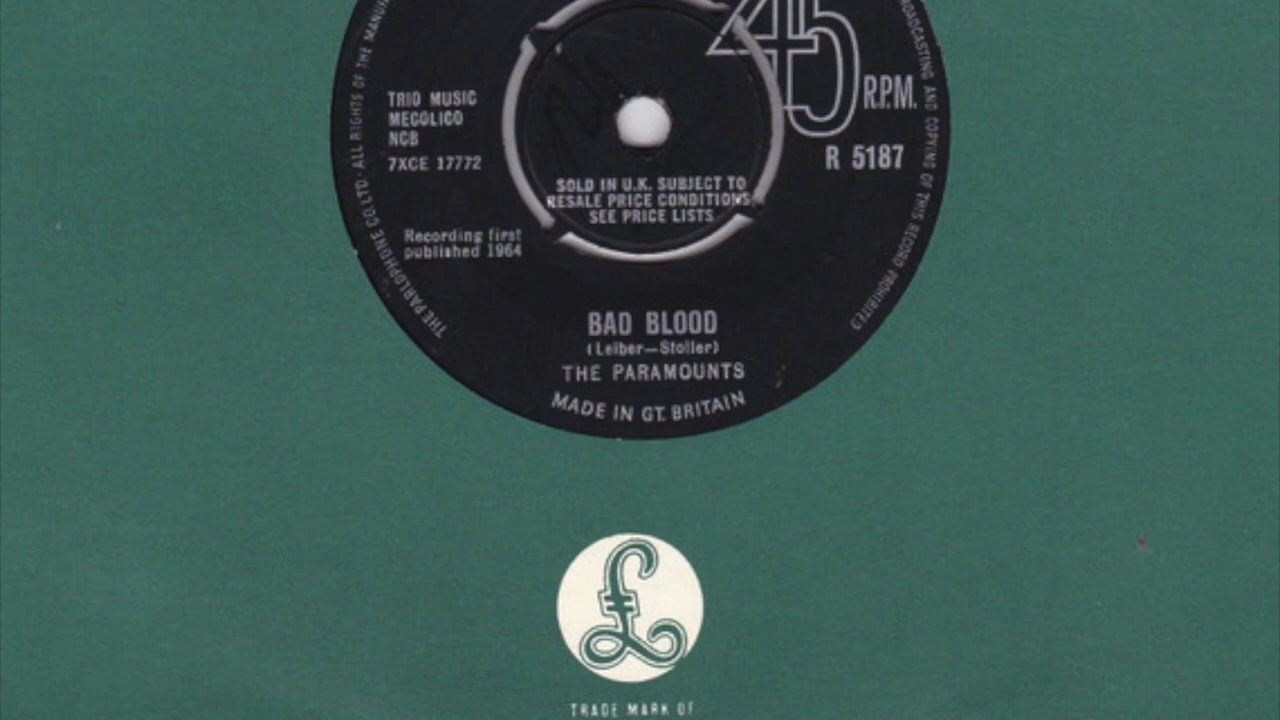 45
R.P.M.
R 5187
TRIO MUSIC
MECOLICO
NCB
7XCE 17772
SOLD IN U.K. SUBJECT TO
RESALE PRICE CONDITIONS
SEE PRICE LISTS
Recording first
published 1964
BAD BLOOD
(Leiber—Stoller)
THE PARAMOUNTS
MADE IN GT. BRITAIN
THE PARLOPHONE CO. LTD · ALL RIGHTS OF THE
AND COPYING OF THIS RECORD PROHIBITED
£
TRADE MARK OF